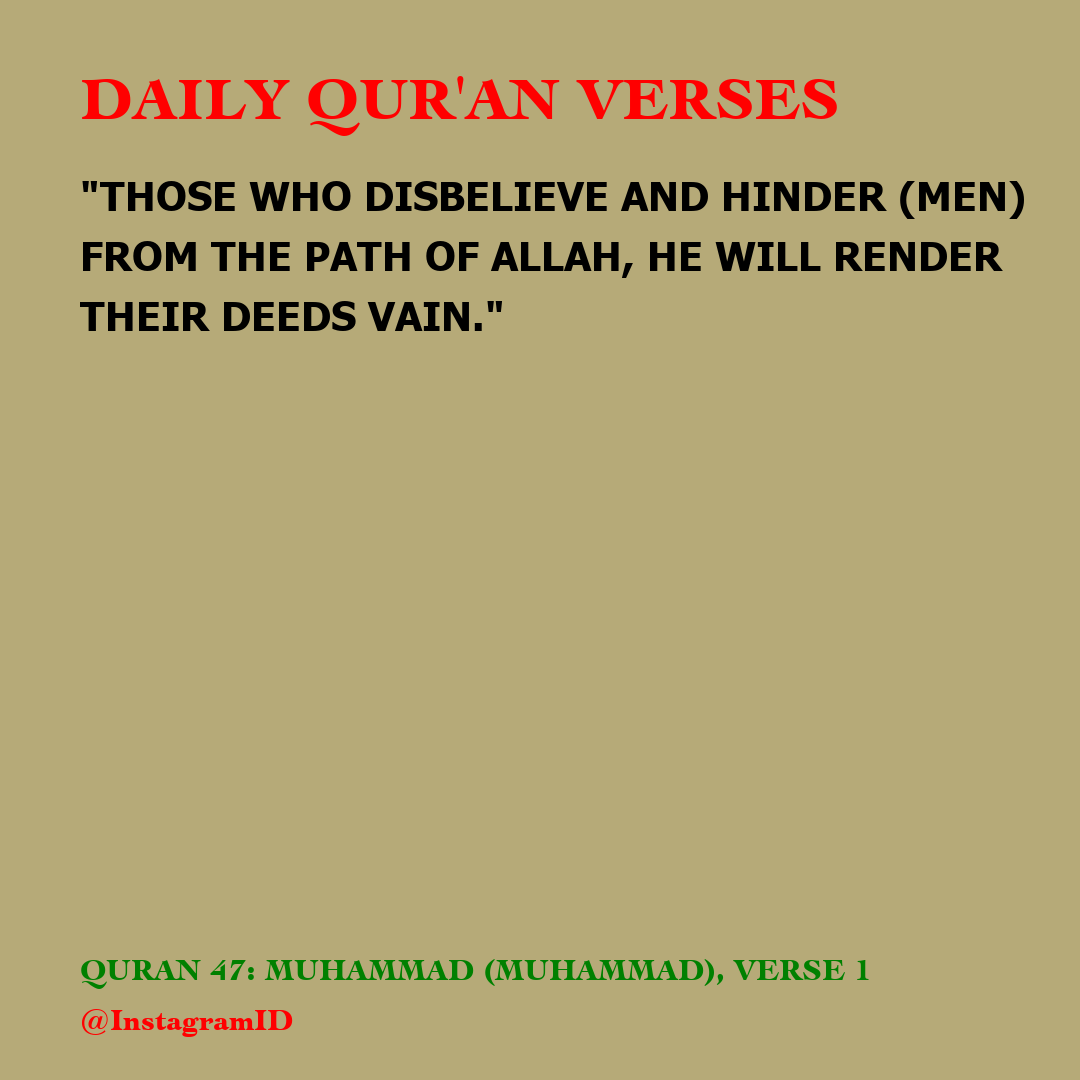 DAILY QUR'AN VERSES
"THOSE WHO DISBELIEVE AND HINDER (MEN)
FROM THE PATH OF ALLAH, HE WILL RENDER
THEIR DEEDS VAIN."
QURAN 47: MUHAMMAD (MUHAMMAD), VERSE 1
@InstagramID